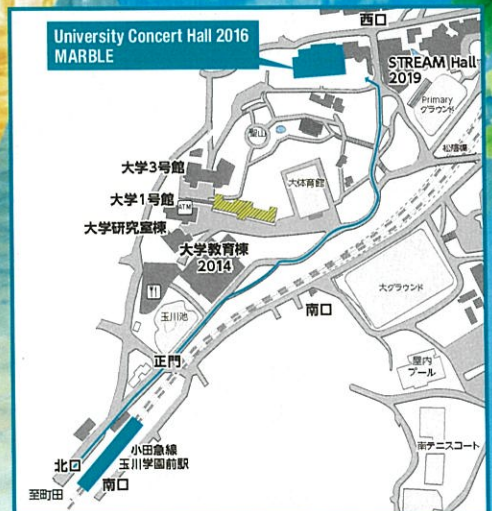 西口
University Concert Hall 2016
MARBLE
STREAM Hall
2019
Primary
グラウンド
松陰橋
聖山
大学3号館
大体育館
大学1号館
ATM
大学研究室棟
大学教育棟
2014
大グラウンド
南口
玉川池
正門
屋内
プール
小田急線
玉川学園前駅
北口
南口
至町田
南テニスコート